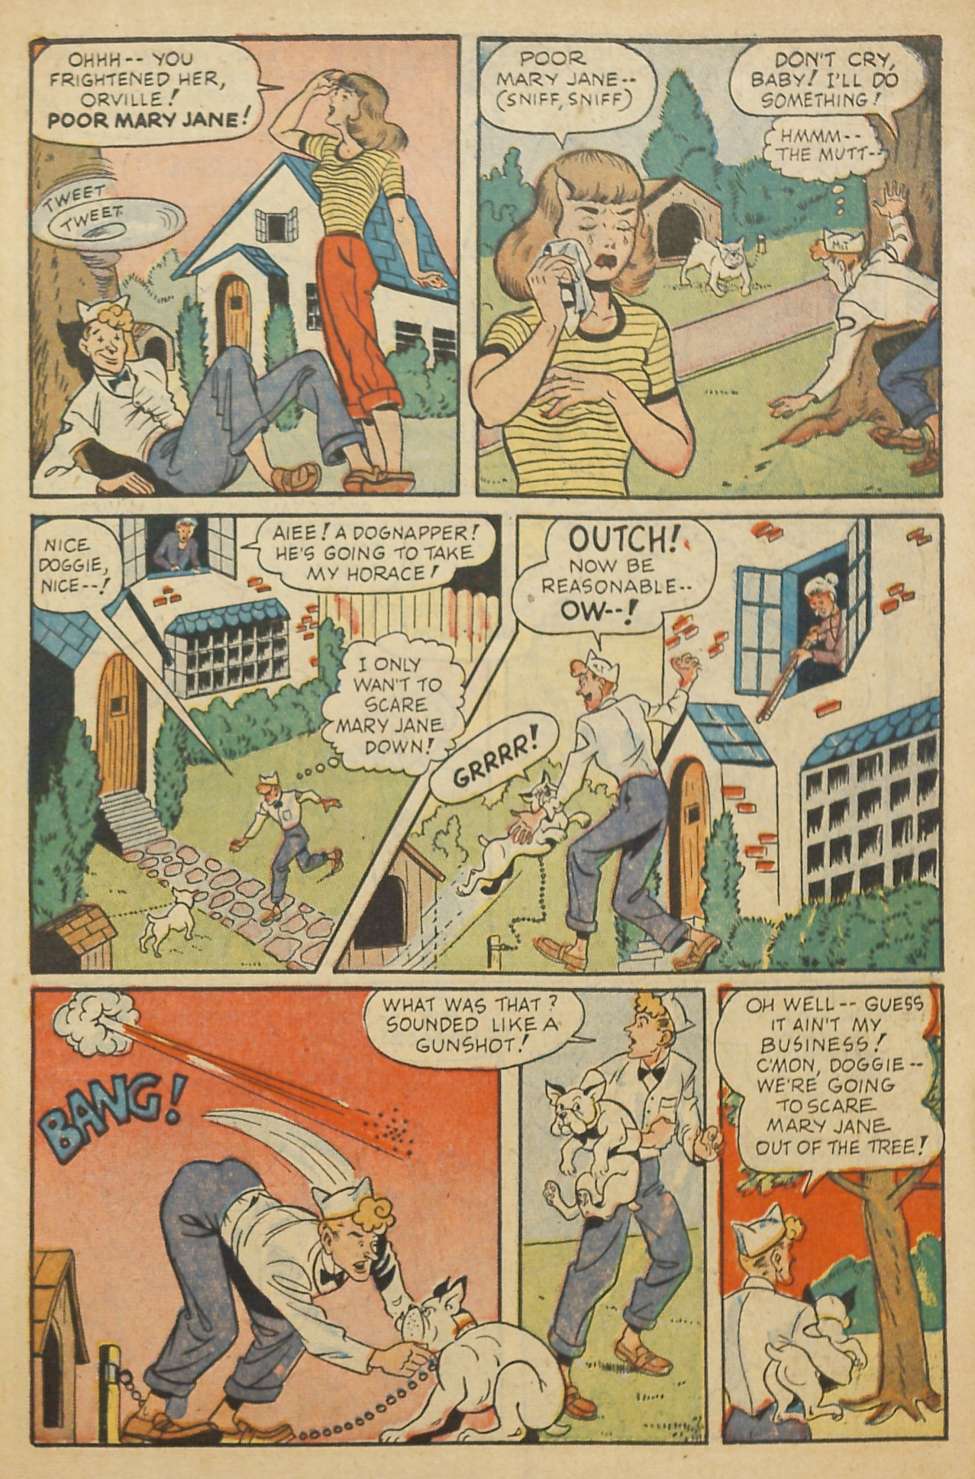 OHHH-- YOU
FRIGHTENED HER,
ORVILLE!
POOR MARY JANE!
TWEET
TWEET
POOR
MARY JANE--
(SNIFF, SNIFF)
DON'T CRY,
BABY! I'LL DO
SOMETHING!
HMMM--
THE MUTT--
NICE
DOGGIE,
NICE--!
AIEE! A DOGNAPPER!
HE'S GOING TO TAKE
MY HORACE!
I ONLY
WAN'T TO
SCARE
MARY JANE
DOWN!
OUTCH!
NOW BE
REASONABLE--
OW--!
GRRRR!
BANG!
WHAT WAS THAT?
SOUNDED LIKE A
GUNSHOT!
OH WELL-- GUESS
IT AIN'T MY
BUSINESS!
C'MON, DOGGIE--
WE'RE GOING
TO SCARE
MARY JANE
OUT OF THE TREE!